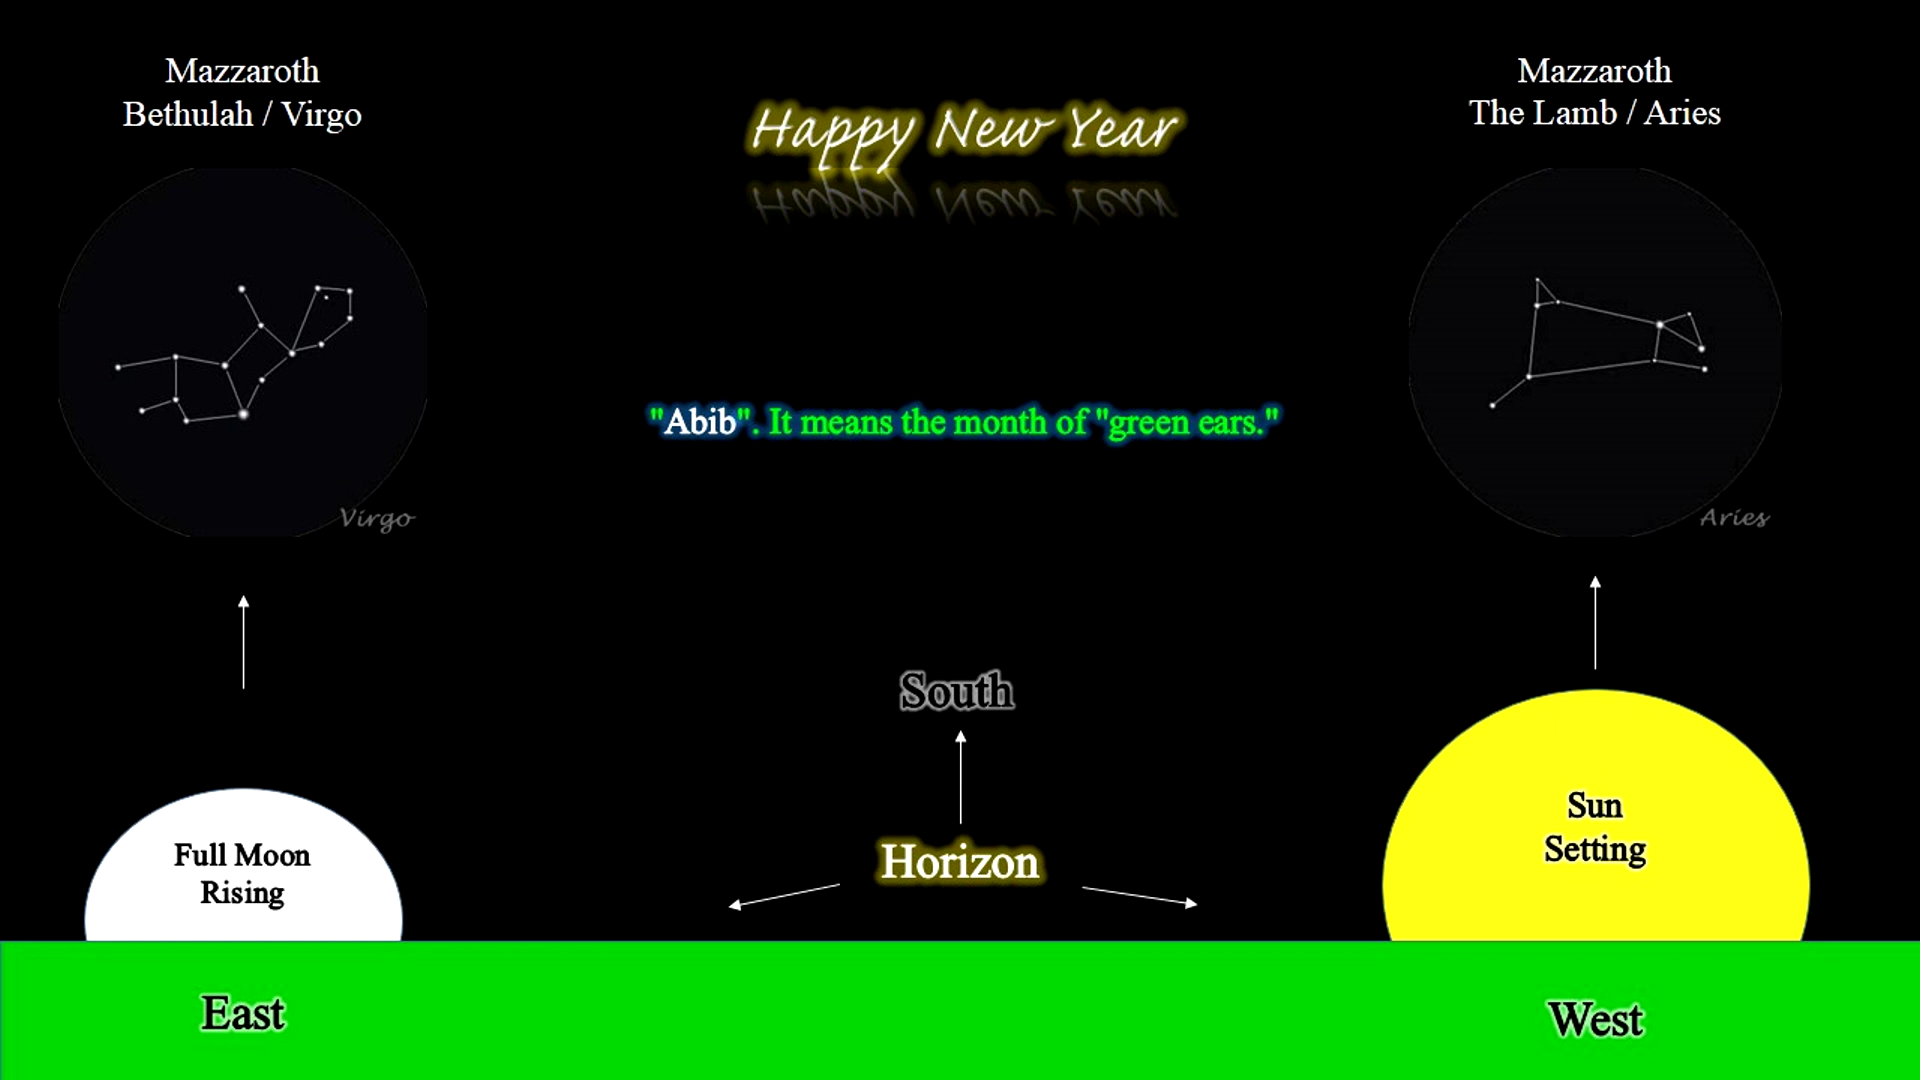 Mazzaroth
Bethulah / Virgo
Happy New Year
Mazzaroth
The Lamb / Aries
"Abib". It means the month of "green ears."
Virgo
Aries
South
Horizon
Full Moon
Rising
Sun
Setting
East
West